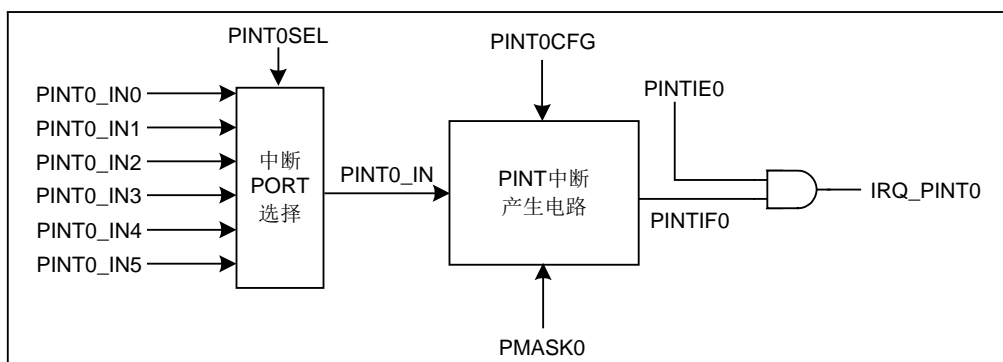 PINT0SEL
PINT0CFG
PINTIE0
PINT0_IN0
PINT0_IN1
PINT0_IN2
PINT0_IN3
PINT0_IN4
PINT0_IN5
中断
PORT
选择
PINT0_IN
PINT中断
产生电路
PINTIF0
IRQ_PINT0
PMASK0